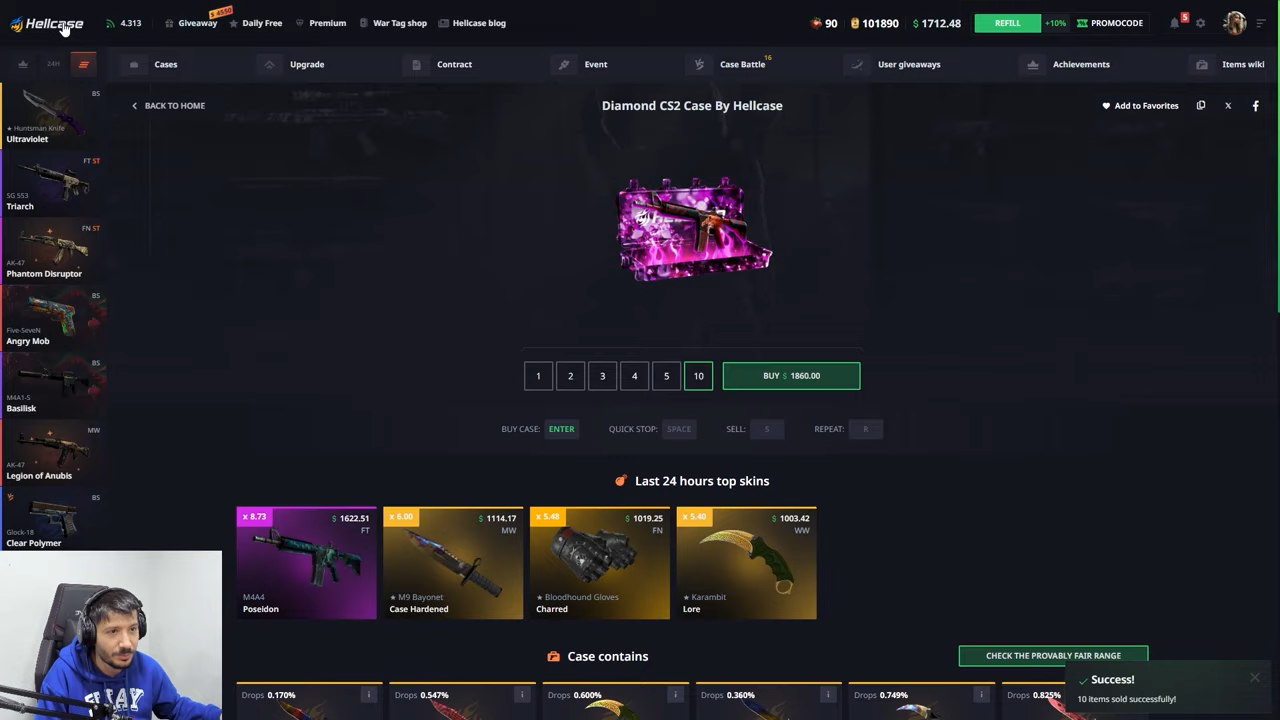 Hellcase
4.313
Giveaway
$ 4550
Daily Free
Premium
War Tag shop
Hellcase blog
90
101890
$ 1712.48
REFILL
+10%
PROMOCODE
5
24H
Cases
Upgrade
Contract
Event
Case Battle
16
User giveaways
Achievements
Items wiki
BACK TO HOME
Diamond CS2 Case By Hellcase
Add to Favorites
BS
★ Huntsman Knife
Ultraviolet
FT ST
SG 553
Triarch
FN ST
AK-47
Phantom Disruptor
BS
Five-SeveN
Angry Mob
BS
M4A1-S
Basilisk
MW
AK-47
Legion of Anubis
BS
Glock-18
Clear Polymer
1
2
3
4
5
10
BUY $ 1860.00
BUY CASE: ENTER
QUICK STOP: SPACE
SELL: S
REPEAT: R
Last 24 hours top skins
x 8.73
$ 1622.51
FT
M4A4
Poseidon
x 6.00
$ 1114.17
MW
★ M9 Bayonet
Case Hardened
x 5.48
$ 1019.25
FN
★ Bloodhound Gloves
Charred
x 5.40
$ 1003.42
WW
★ Karambit
Lore
Case contains
CHECK THE PROVABLY FAIR RANGE
Drops 0.170%
Drops 0.547%
Drops 0.600%
Drops 0.360%
Drops 0.749%
Drops 0.825%
Success!
10 items sold successfully!